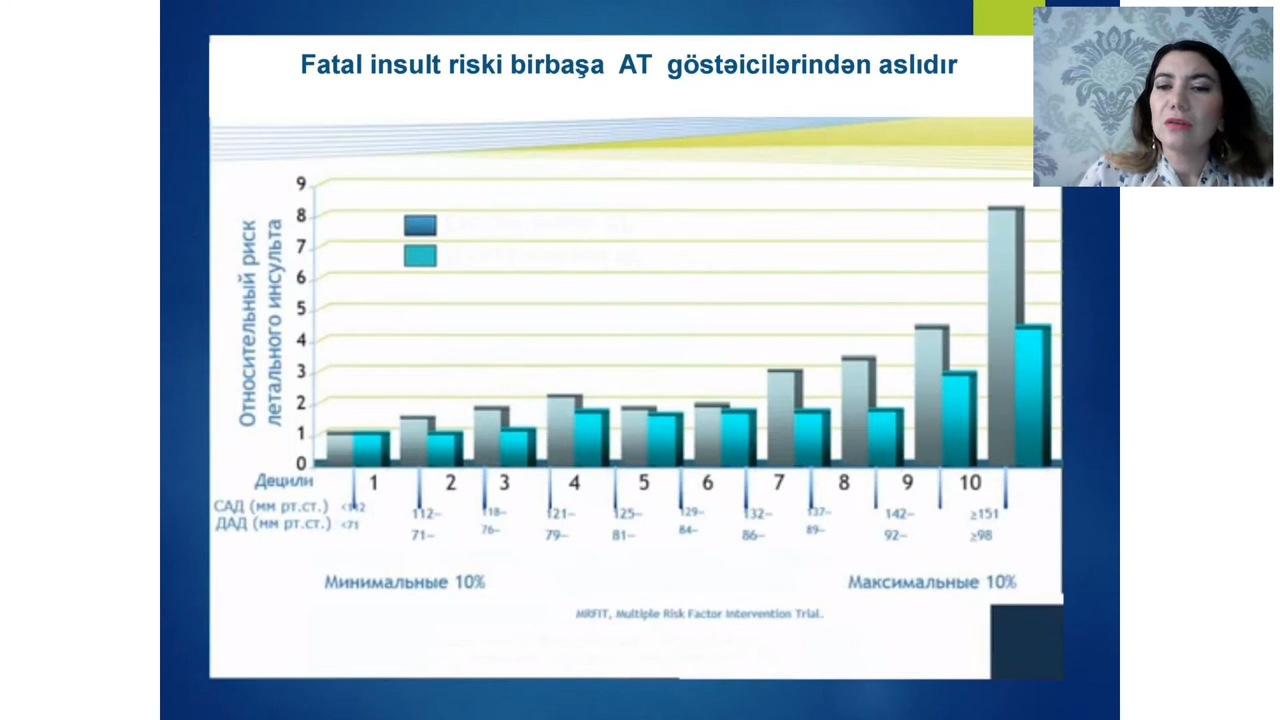 Fatal insult riski birbaşa AT göstəicilərindən aslıdır
Относительный риск
летального инсульта
9
8
7
6
5
4
3
2
1
0
Децили 1 2 3 4 5 6 7 8 9 10
САД (мм рт.ст.) <112 112– 118– 121– 125– 129– 132– 137– 142– ≥151
ДАД (мм рт.ст.) <71 71– 76– 79– 81– 84– 86– 89– 92– ≥98
Минимальные 10% Максимальные 10%
MRFIT, Multiple Risk Factor Intervention Trial.